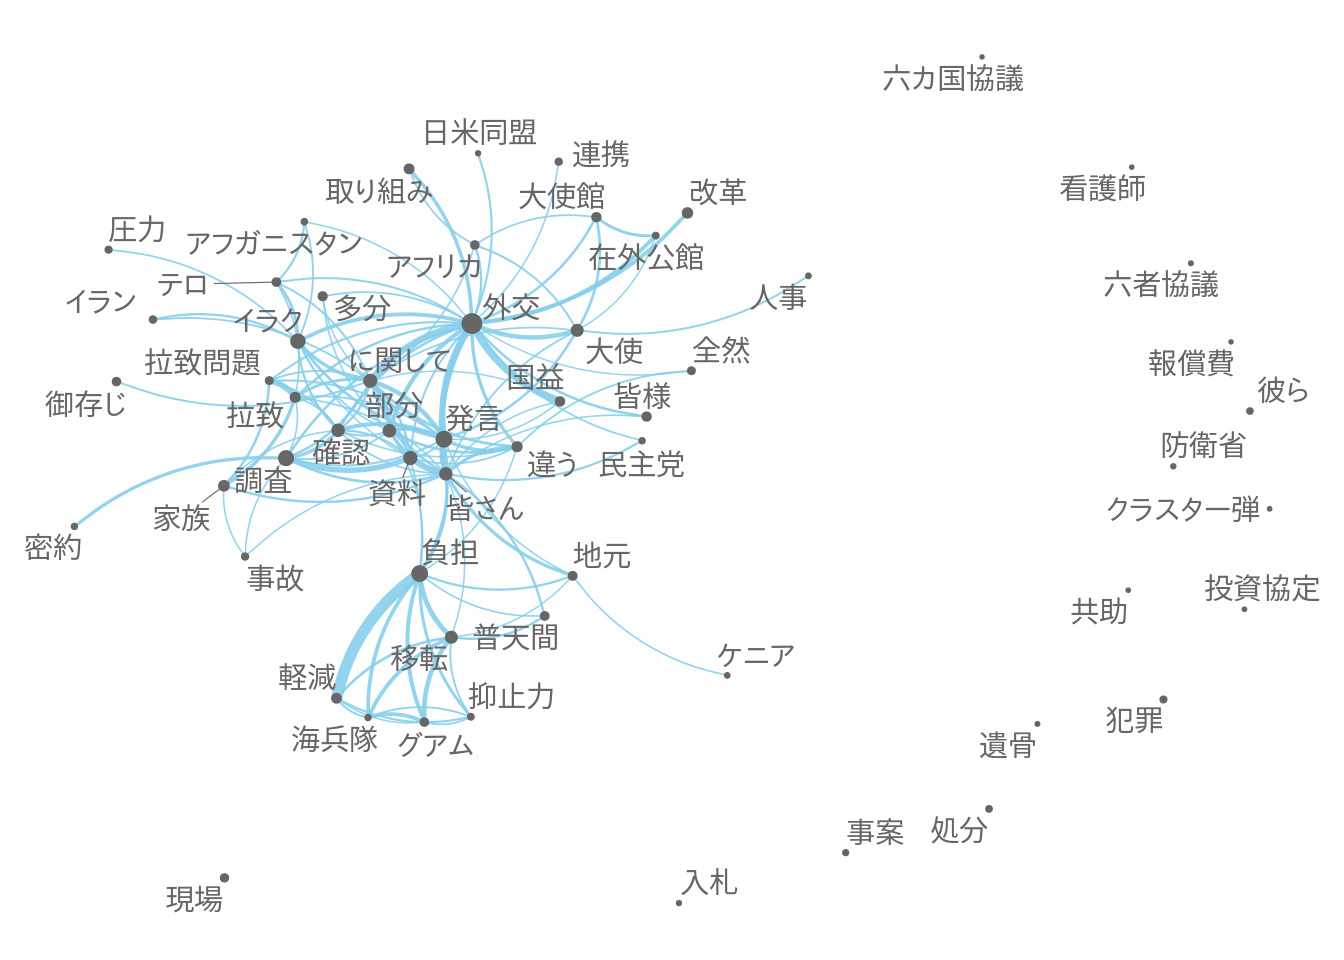 六カ国協議
日米同盟
連携
看護師
取り組み
大使館
改革
圧力
アフガニスタン
在外公館
アフリカ
テロ
六者協議
イラン
多分
外交
人事
イラク
拉致問題
に関して
大使
全然
報償費
国益
御存じ
部分
皆様
彼ら
拉致
発言
確認
防衛省
違う
民主党
調査
資料
家族
皆さん
クラスター弾
密約
負担
地元
事故
投資協定
共助
普天間
移転
ケニア
軽減
抑止力
海兵隊
グアム
犯罪
遺骨
事案
処分
入札
現場